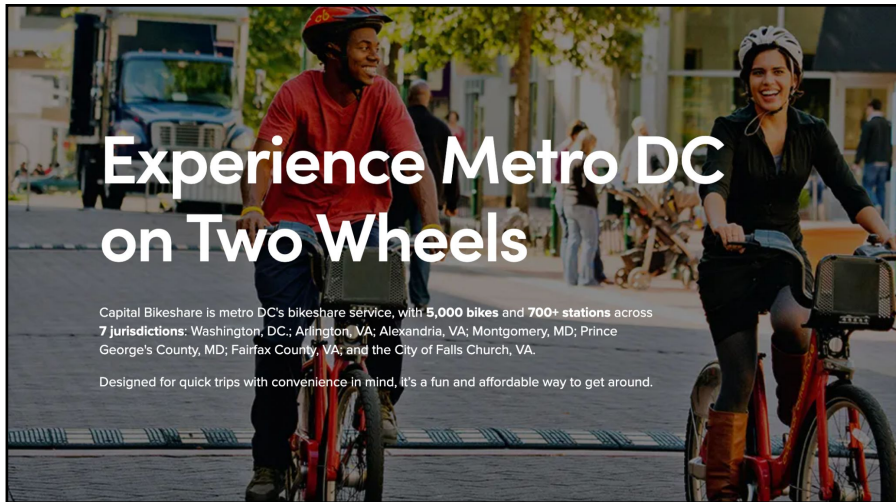 Experience Metro DC
on Two Wheels
Capital Bikeshare is metro DC's bikeshare service, with 5,000 bikes and 700+ stations across
7 jurisdictions: Washington, DC.; Arlington, VA; Alexandria, VA; Montgomery, MD; Prince
George's County, MD; Fairfax County, VA; and the City of Falls Church, VA.
Designed for quick trips with convenience in mind, it's a fun and affordable way to get around.